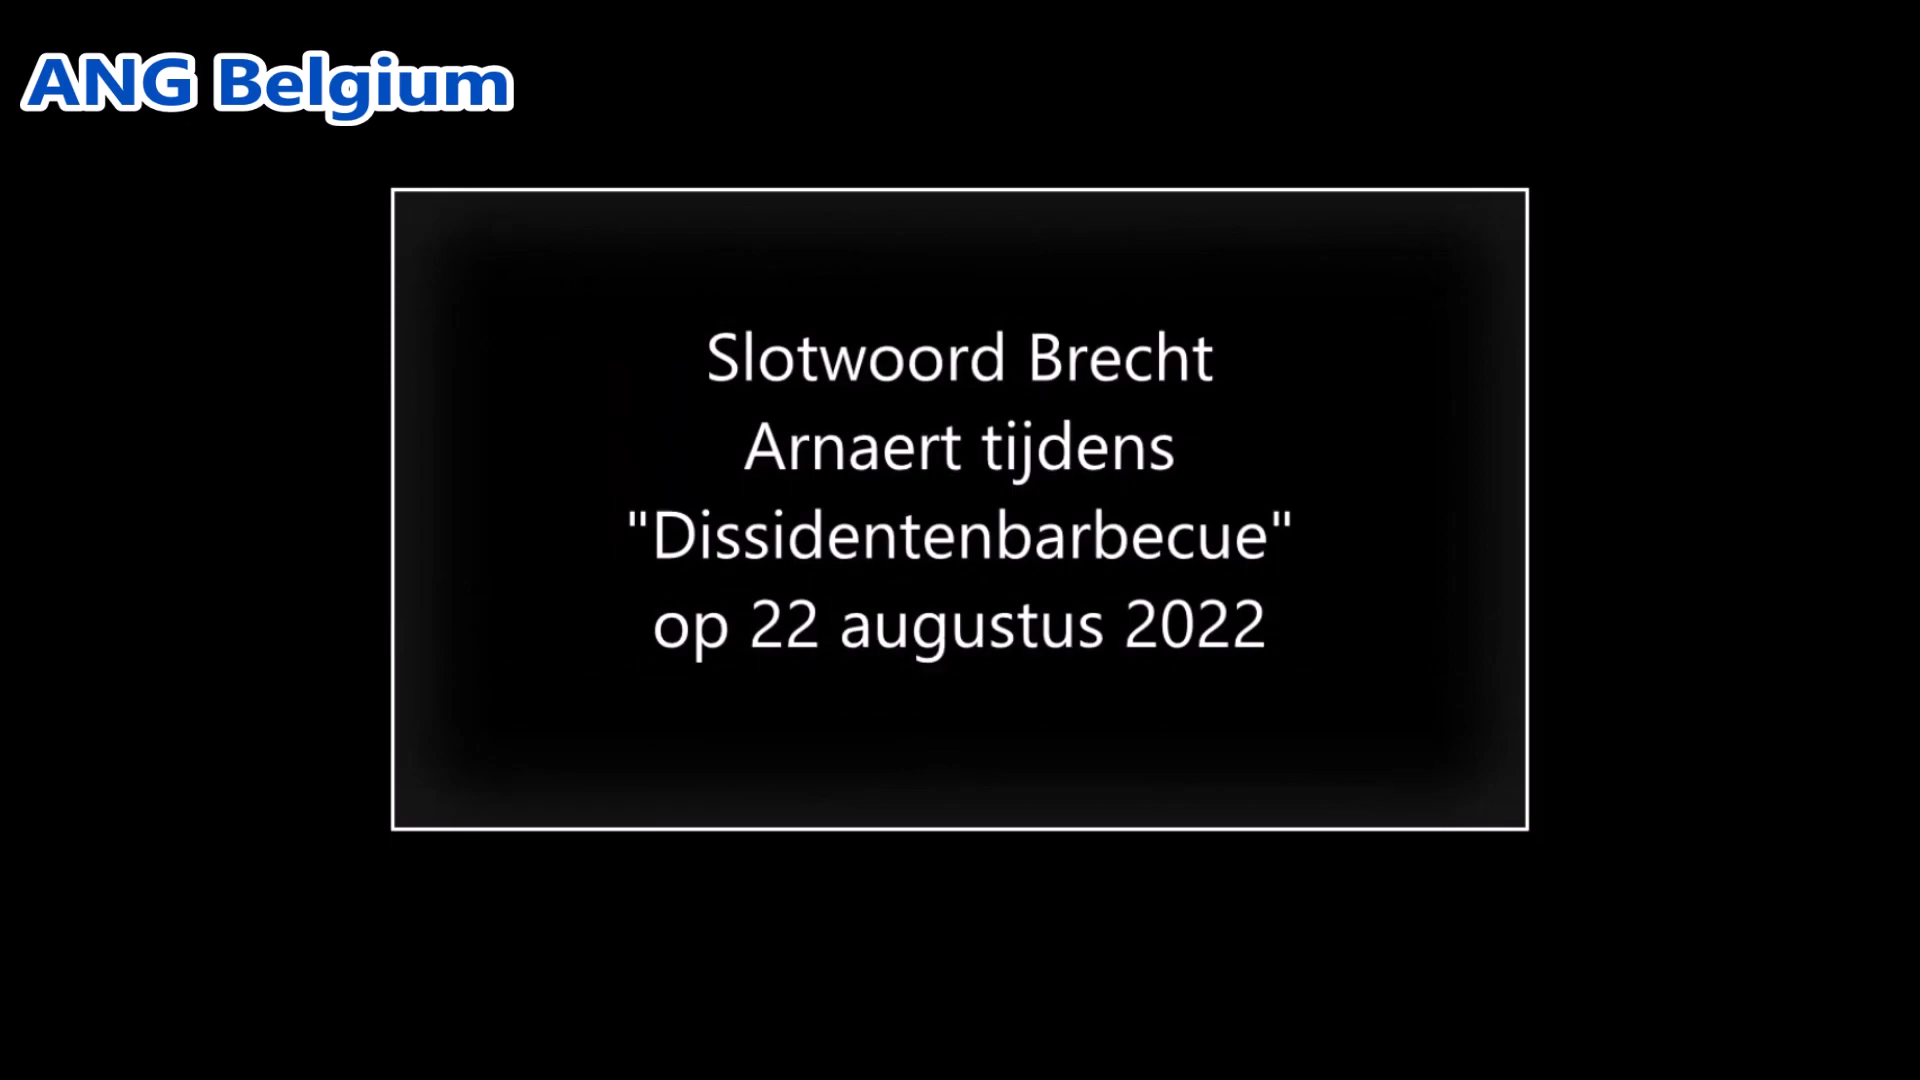 ANG Belgium
Slotwoord Brecht
Arnaert tijdens
"Dissidentenbarbecue"
op 22 augustus 2022